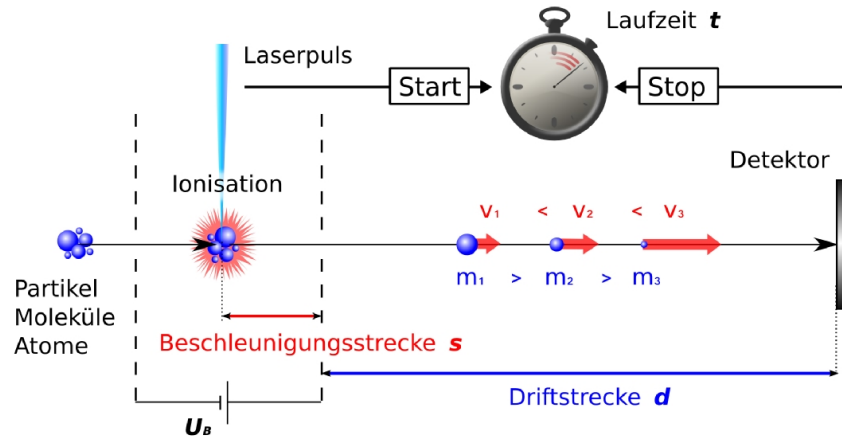 Laufzeit t
Laserpuls
Start
Stop
Detektor
Ionisation
v₁ < v₂ < v₃
m₁ > m₂ > m₃
Partikel
Moleküle
Atome
Beschleunigungsstrecke s
Driftstrecke d
U_B